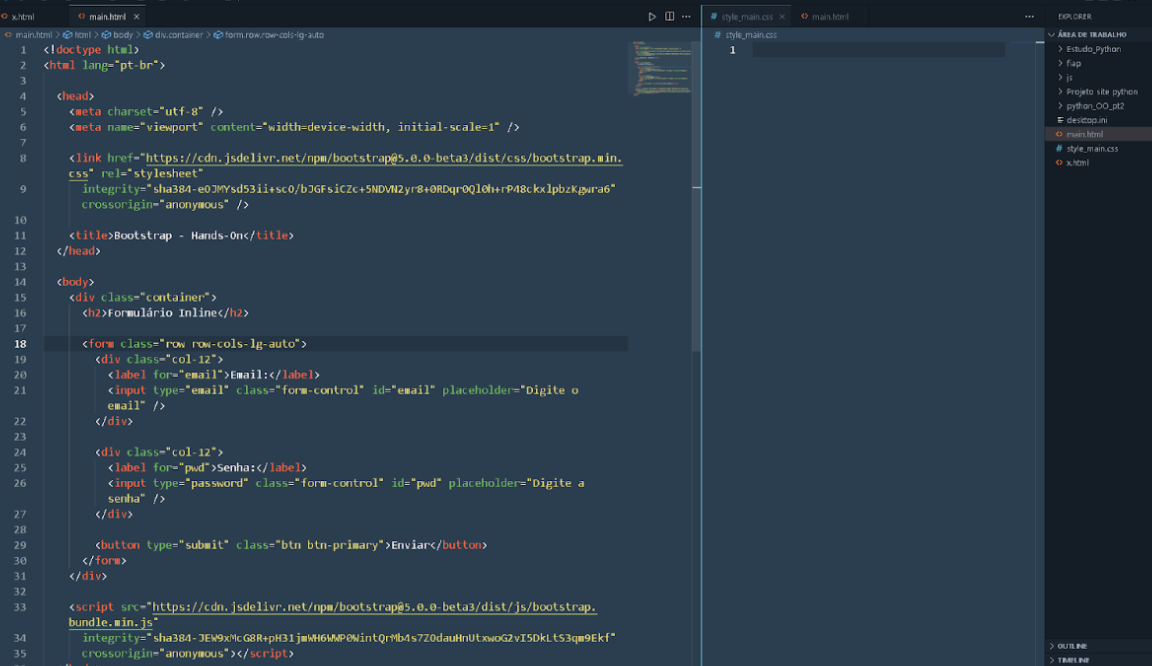 x.html
main.html
main.html > html > body > div.container > form.row.row-cols-lg-auto
1 <!doctype html>
2 <html lang="pt-br">
3
4 <head>
5 <meta charset="utf-8" />
6 <meta name="viewport" content="width=device-width, initial-scale=1" />
7
8 <link href="https://cdn.jsdelivr.net/npm/bootstrap@5.0.0-beta3/dist/css/bootstrap.min.
css" rel="stylesheet"
9 integrity="sha384-eOJMYsd53ii+scO/bJGFsiCZc+5NDVN2yr8+0RDqr0Ql0h+rP48ckxlpbzKgwra6"
crossorigin="anonymous" />
10
11 <title>Bootstrap - Hands-On</title>
12 </head>
13
14 <body>
15 <div class="container">
16 <h2>Formulário Inline</h2>
17
18 <form class="row row-cols-lg-auto">
19 <div class="col-12">
20 <label for="email">Email:</label>
21 <input type="email" class="form-control" id="email" placeholder="Digite o
email" />
22 </div>
23
24 <div class="col-12">
25 <label for="pwd">Senha:</label>
26 <input type="password" class="form-control" id="pwd" placeholder="Digite a
senha" />
27 </div>
28
29 <button type="submit" class="btn btn-primary">Enviar</button>
30 </form>
31 </div>
32
33 <script src="https://cdn.jsdelivr.net/npm/bootstrap@5.0.0-beta3/dist/js/bootstrap.
bundle.min.js"
34 integrity="sha384-JEW9xMcG8R+pH31jmWH6WWP0WintQrMb4s7ZOdauHnUtxwoG2vI5DkLtS3qm9Ekf"
35 crossorigin="anonymous"></script>
style_main.css
main.html
style_main.css
1
EXPLORER
ÁREA DE TRABALHO
Estudo_Python
fiap
js
Projeto site python
python_OO_pt2
desktop.ini
main.html
style_main.css
x.html
OUTLINE
TIMELINE